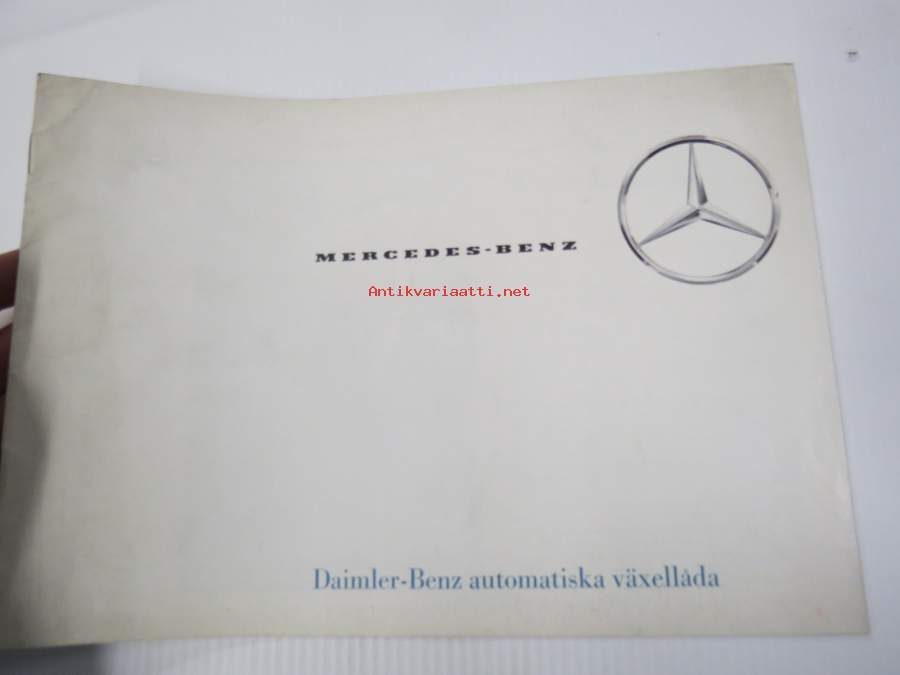 MERCEDES-BENZ
Antikvariaatti.net
Daimler-Benz automatiska växellåda